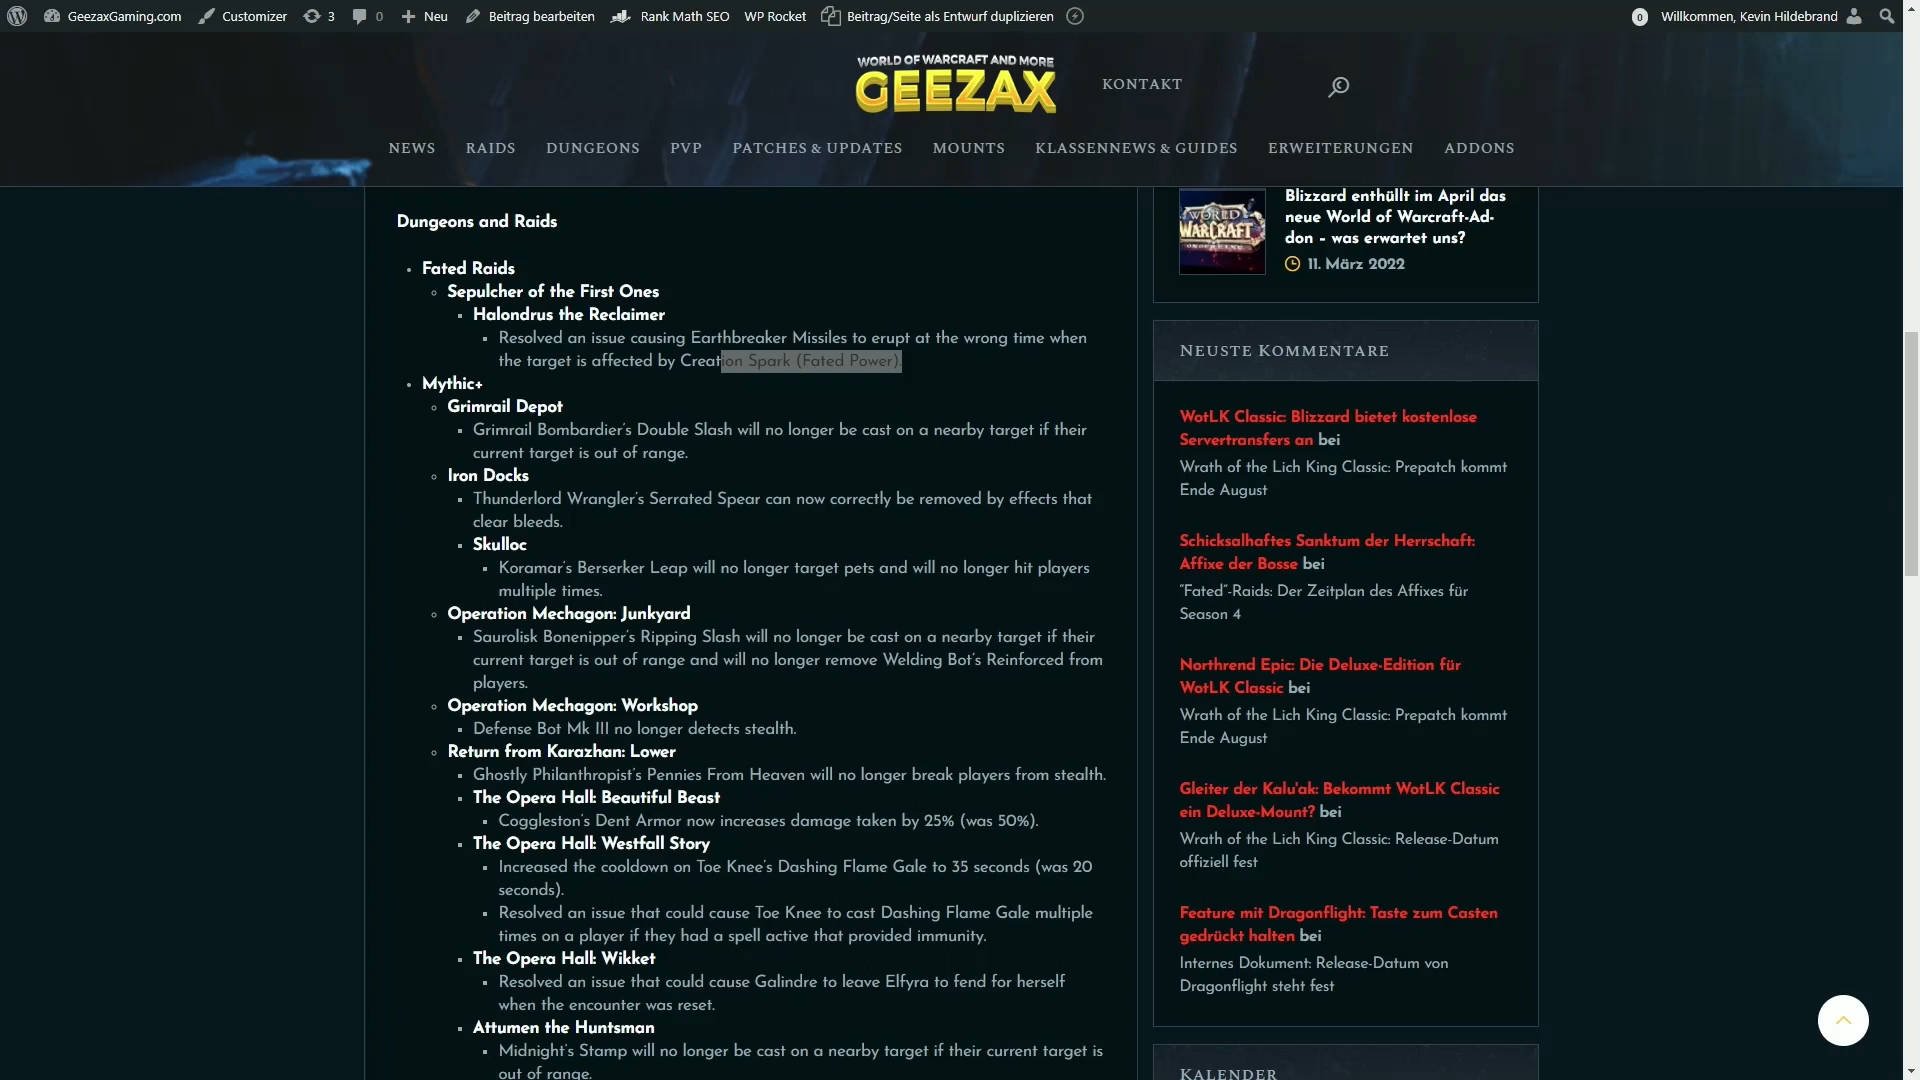 GeezaxGaming.com Customizer 3 0 Neu Beitrag bearbeiten Rank Math SEO WP Rocket Beitrag/Seite als Entwurf duplizieren 0 Willkommen, Kevin Hildebrand
WORLD OF WARCRAFT AND MORE
GEEZAX
KONTAKT
NEWS RAIDS DUNGEONS PVP PATCHES & UPDATES MOUNTS KLASSENNEWS & GUIDES ERWEITERUNGEN ADDONS
Dungeons and Raids
Fated Raids
Sepulcher of the First Ones
Halondrus the Reclaimer
Resolved an issue causing Earthbreaker Missiles to erupt at the wrong time when
the target is affected by Creation Spark (Fated Power).
Mythic+
Grimrail Depot
Grimrail Bombardier's Double Slash will no longer be cast on a nearby target if their
current target is out of range.
Iron Docks
Thunderlord Wrangler's Serrated Spear can now correctly be removed by effects that
clear bleeds.
Skulloc
Koramar's Berserker Leap will no longer target pets and will no longer hit players
multiple times.
Operation Mechagon: Junkyard
Saurolisk Bonenipper's Ripping Slash will no longer be cast on a nearby target if their
current target is out of range and will no longer remove Welding Bot's Reinforced from
players.
Operation Mechagon: Workshop
Defense Bot Mk III no longer detects stealth.
Return from Karazhan: Lower
Ghostly Philanthropist's Pennies From Heaven will no longer break players from stealth.
The Opera Hall: Beautiful Beast
Coggleston's Dent Armor now increases damage taken by 25% (was 50%).
The Opera Hall: Westfall Story
Increased the cooldown on Toe Knee's Dashing Flame Gale to 35 seconds (was 20
seconds).
Resolved an issue that could cause Toe Knee to cast Dashing Flame Gale multiple
times on a player if they had a spell active that provided immunity.
The Opera Hall: Wikket
Resolved an issue that could cause Galindre to leave Elfyra to fend for herself
when the encounter was reset.
Attumen the Huntsman
Midnight's Stamp will no longer be cast on a nearby target if their current target is
out of range.
WORLD
WARCRAFT
Blizzard enthüllt im April das
neue World of Warcraft-Ad-
don – was erwartet uns?
11. März 2022
Neuste Kommentare
WotLK Classic: Blizzard bietet kostenlose
Servertransfers an bei
Wrath of the Lich King Classic: Prepatch kommt
Ende August
Schicksalhaftes Sanktum der Herrschaft:
Affixe der Bosse bei
"Fated"-Raids: Der Zeitplan des Affixes für
Season 4
Northrend Epic: Die Deluxe-Edition für
WotLK Classic bei
Wrath of the Lich King Classic: Prepatch kommt
Ende August
Gleiter der Kalu'ak: Bekommt WotLK Classic
ein Deluxe-Mount? bei
Wrath of the Lich King Classic: Release-Datum
offiziell fest
Feature mit Dragonflight: Taste zum Casten
gedrückt halten bei
Internes Dokument: Release-Datum von
Dragonflight steht fest
Kalender